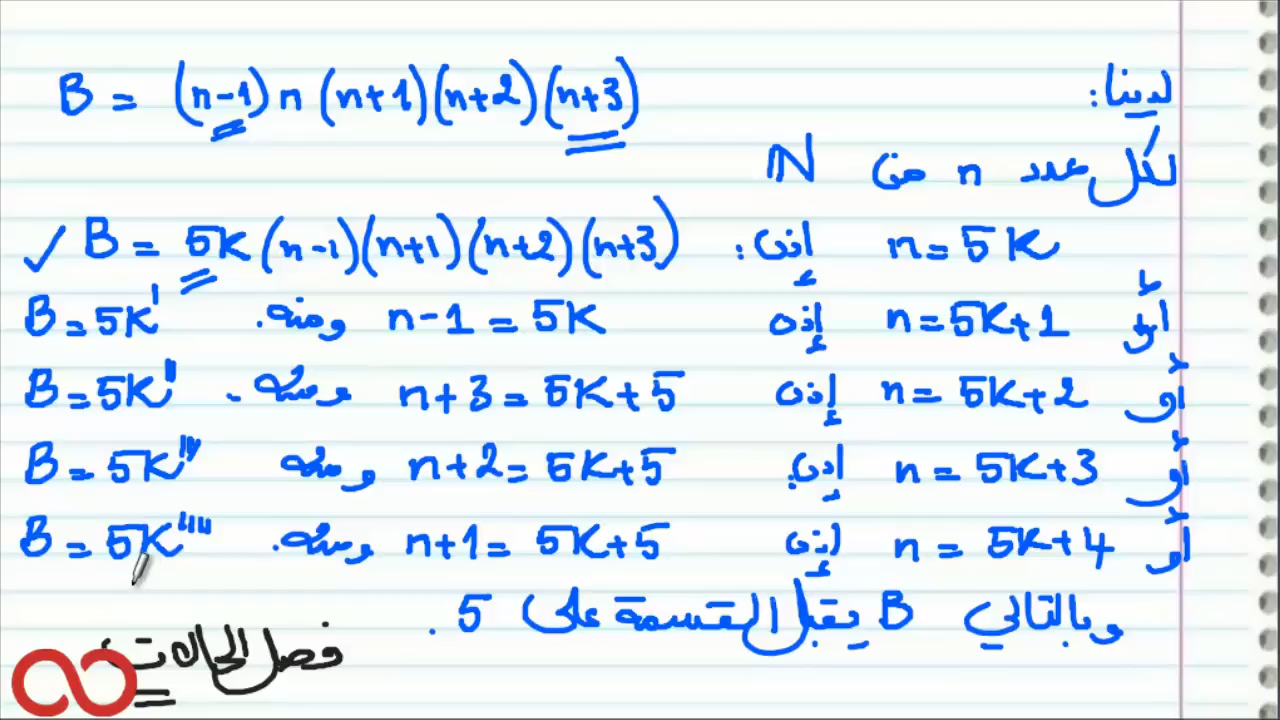 لدينا: B = (n-1) n (n+1)(n+2)(n+3)
لكل عدد n من ℕ
n = 5K إذن: B = 5K(n-1)(n+1)(n+2)(n+3) ✓
أو n = 5K+1 إذن n-1 = 5K ومنه. B = 5K'
أو n = 5K+2 إذن n+3 = 5K+5 ومنه. B = 5K"
أو n = 5K+3 إذن n+2 = 5K+5 ومنه B = 5K'''
أو n = 5K+4 إذن n+1 = 5K+5 ومنه. B = 5K''''
وبالتالي B يقبل القسمة على 5.
فصل الحالات